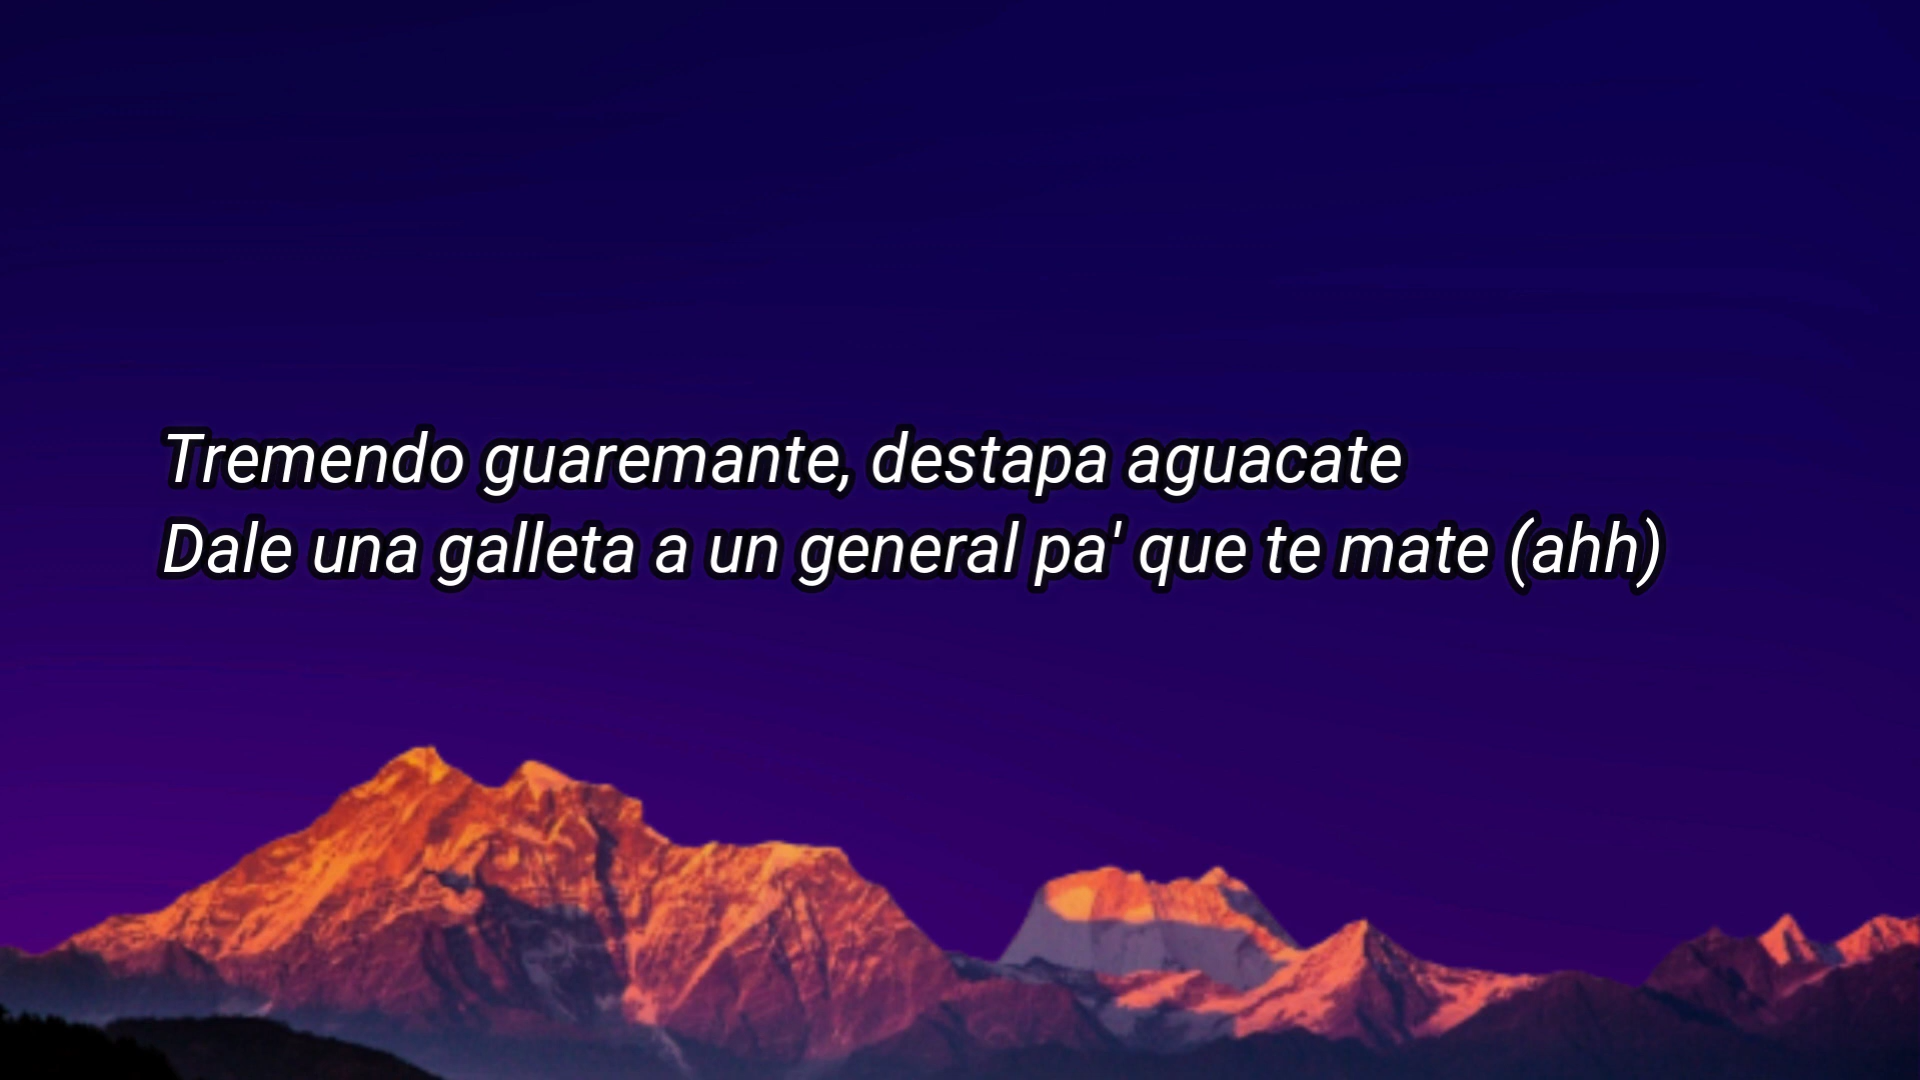 Tremendo guaremante, destapa aguacate
Dale una galleta a un general pa' que te mate (ahh)